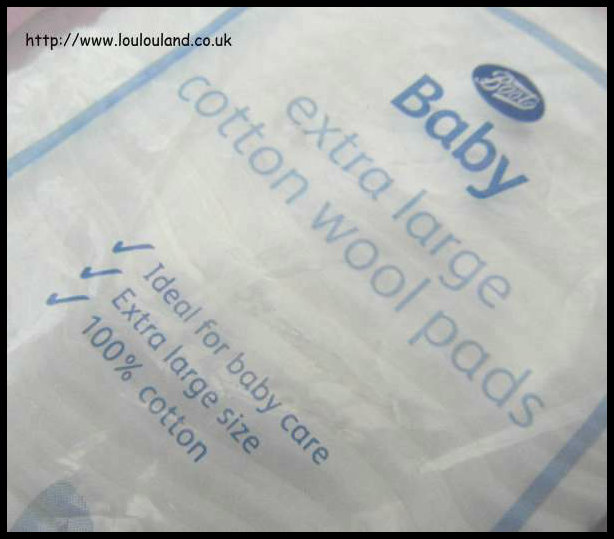 http://www.loulouland.co.uk
Boots
Baby
extra large
cotton wool pads
Ideal for baby care
Extra large size
100% cotton